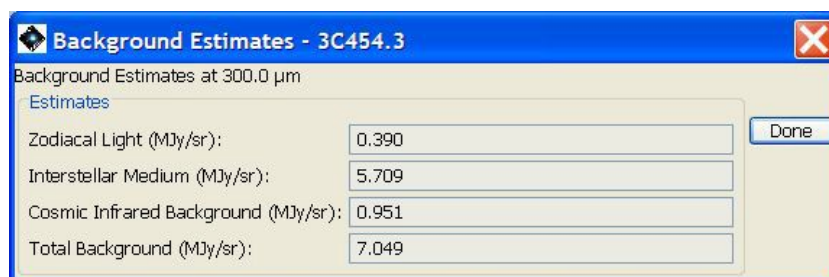 Background Estimates - 3C454.3
Background Estimates at 300.0 µm
Estimates
Zodiacal Light (MJy/sr): 0.390
Done
Interstellar Medium (MJy/sr): 5.709
Cosmic Infrared Background (MJy/sr): 0.951
Total Background (MJy/sr): 7.049